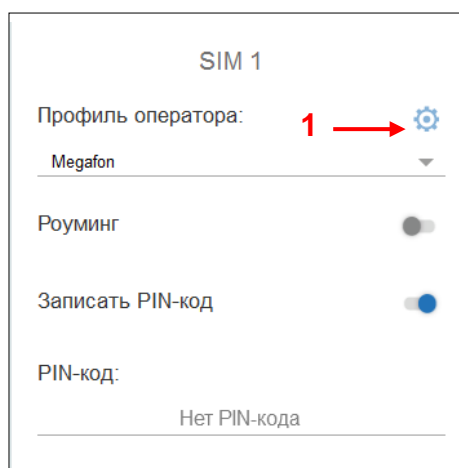 SIM 1
Профиль оператора:
1
Megafon
Роуминг
Записать PIN-код
PIN-код:
Нет PIN-кода